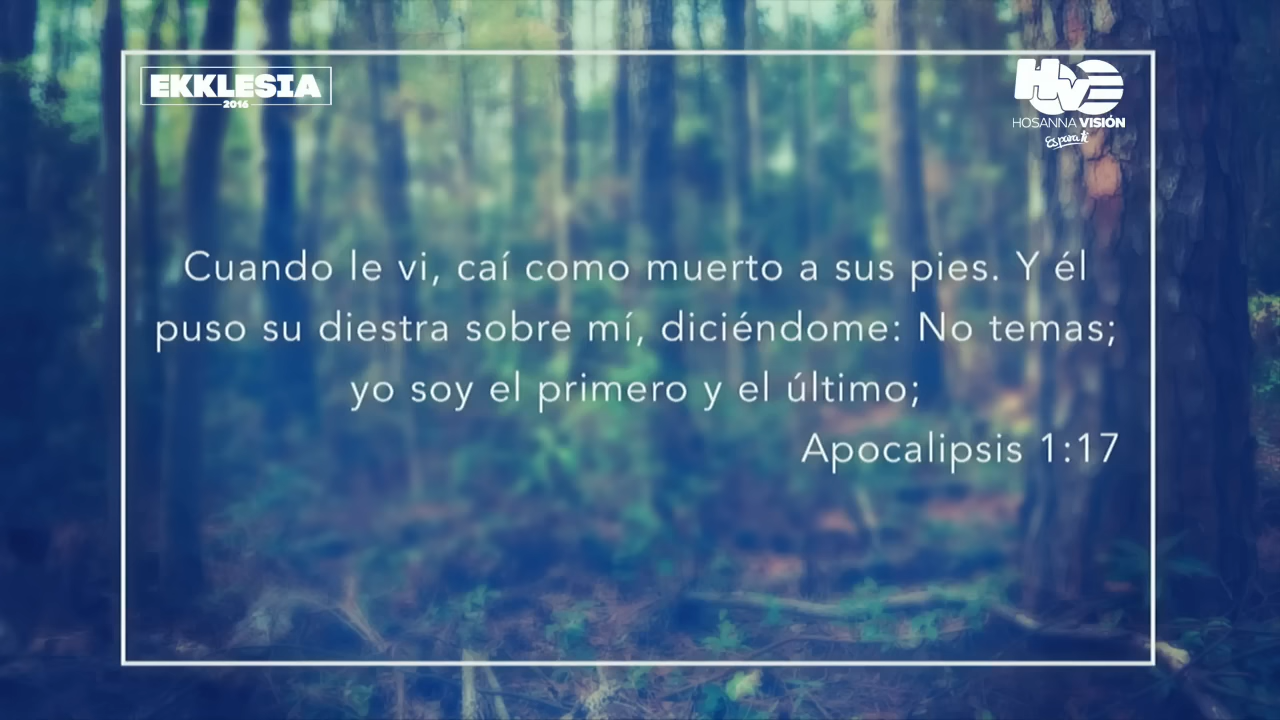 EKKLESIA
2016
HVE
HOSANNA VISIÓN
Es para ti
Cuando le vi, caí como muerto a sus pies. Y él
puso su diestra sobre mí, diciéndome: No temas;
yo soy el primero y el último;
Apocalipsis 1:17